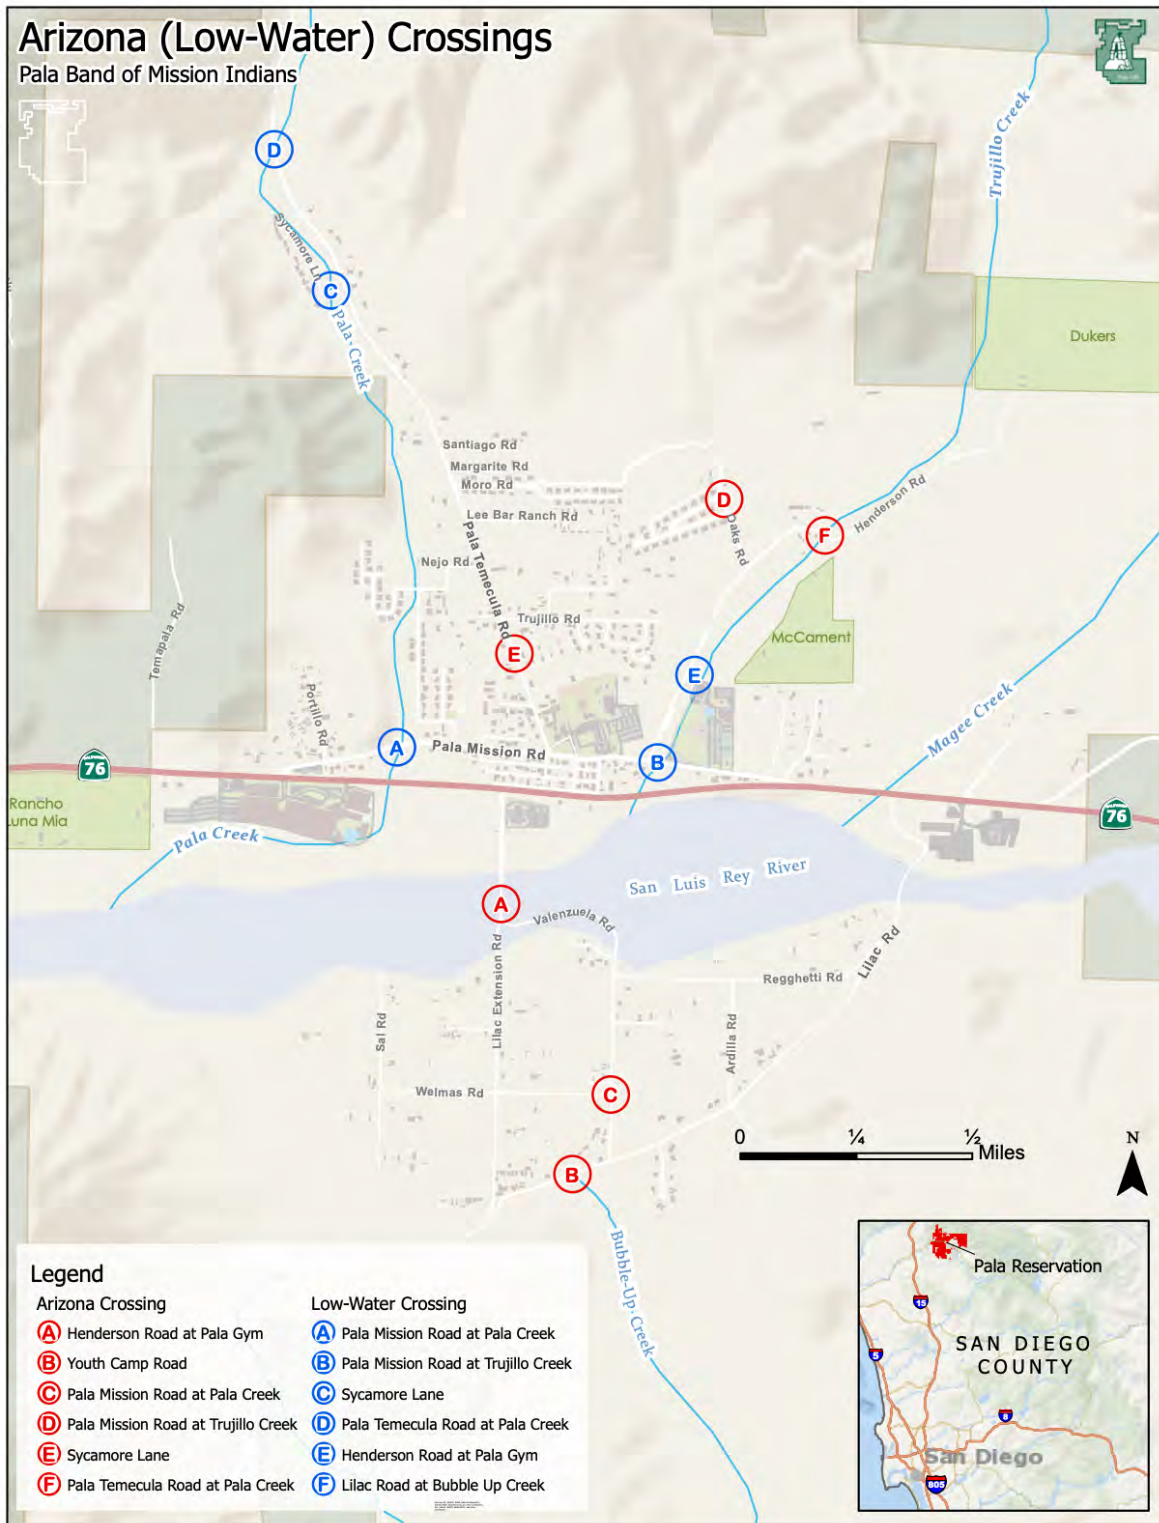 Arizona (Low-Water) Crossings
Pala Band of Mission Indians
D
Trujillo Creek
Sycamore Ln
C
Pala Creek
Dukers
Santiago Rd
Margarite Rd
Moro Rd
D
Henderson Rd
Lee Bar Ranch Rd
Oaks Rd
F
Pala Temecula Rd
Nejo Rd
Temapala Rd
Trujillo Rd
McCament
E
E
Portillo Rd
Magee Creek
A
Pala Mission Rd
B
76
Rancho
Luna Mia
76
Pala Creek
San Luis Rey River
A
Valenzuela Rd
Lilac Rd
Lilac Extension Rd
Regghetti Rd
Sal Rd
Ardilla Rd
Welmas Rd
C
0 ¼ ½
Miles
N
B
Bubble-Up Creek
Legend
Arizona Crossing
A Henderson Road at Pala Gym
B Youth Camp Road
C Pala Mission Road at Pala Creek
D Pala Mission Road at Trujillo Creek
E Sycamore Lane
F Pala Temecula Road at Pala Creek
Low-Water Crossing
A Pala Mission Road at Pala Creek
B Pala Mission Road at Trujillo Creek
C Sycamore Lane
D Pala Temecula Road at Pala Creek
E Henderson Road at Pala Gym
F Lilac Road at Bubble Up Creek
Pala Reservation
15
SAN DIEGO
COUNTY
5
8
San Diego
805